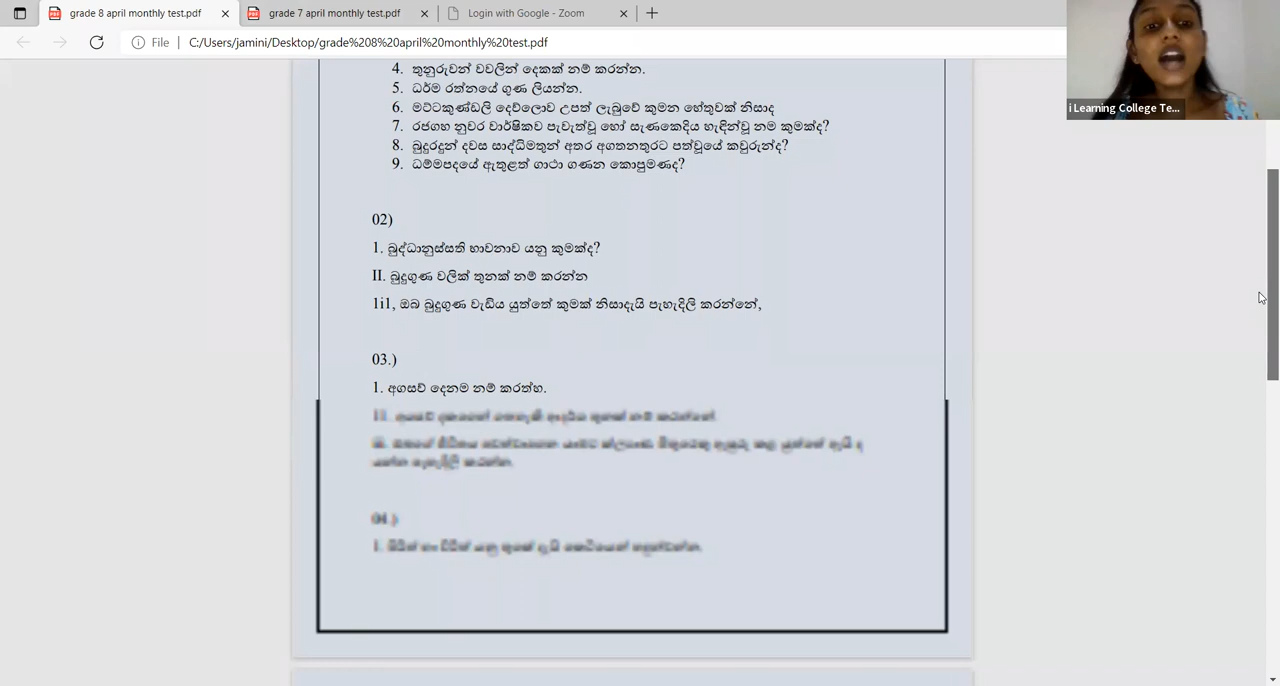 grade 8 april monthly test.pdf
grade 7 april monthly test.pdf
Login with Google - Zoom
File
C:/Users/jamini/Desktop/grade%208%20april%20monthly%20test.pdf
i Learning College Te...
4. තුනුරුවන් වචලින් දෙකක් නම් කරන්න.
5. ධර්ම රත්නයේ ගුණ ලියන්න.
6. මට්ටකුණ්ඩලි දෙව්ලොව උපත් ලැබුවේ කුමන හේතුවක් නිසාද
7. රජගහ නුවර වාර්ෂිකව පැවැත්වූ හෝ සැණකෙළිය හැඳින්වූ නම කුමක්ද?
8. බුදුරදුන් දවස සාද්ධිමතුන් අතර අගතනතුරට පත්වූයේ කවුරුන්ද?
9. ධම්මපදයේ ඇතුළත් ගාථා ගණන කොපුමණද?
02)
1. බුද්ධානුස්සති භාවනාව යනු කුමක්ද?
II. බුදුගුණ වලික් තුනක් නම් කරන්න
1i1, ඔබ බුදුගුණ වැඩිය යුත්තේ කුමක් නිසාදැයි පැහැදිලි කරන්නේ,
03.)
1. අගසව් දෙනම නම් කරන්න.
04.)